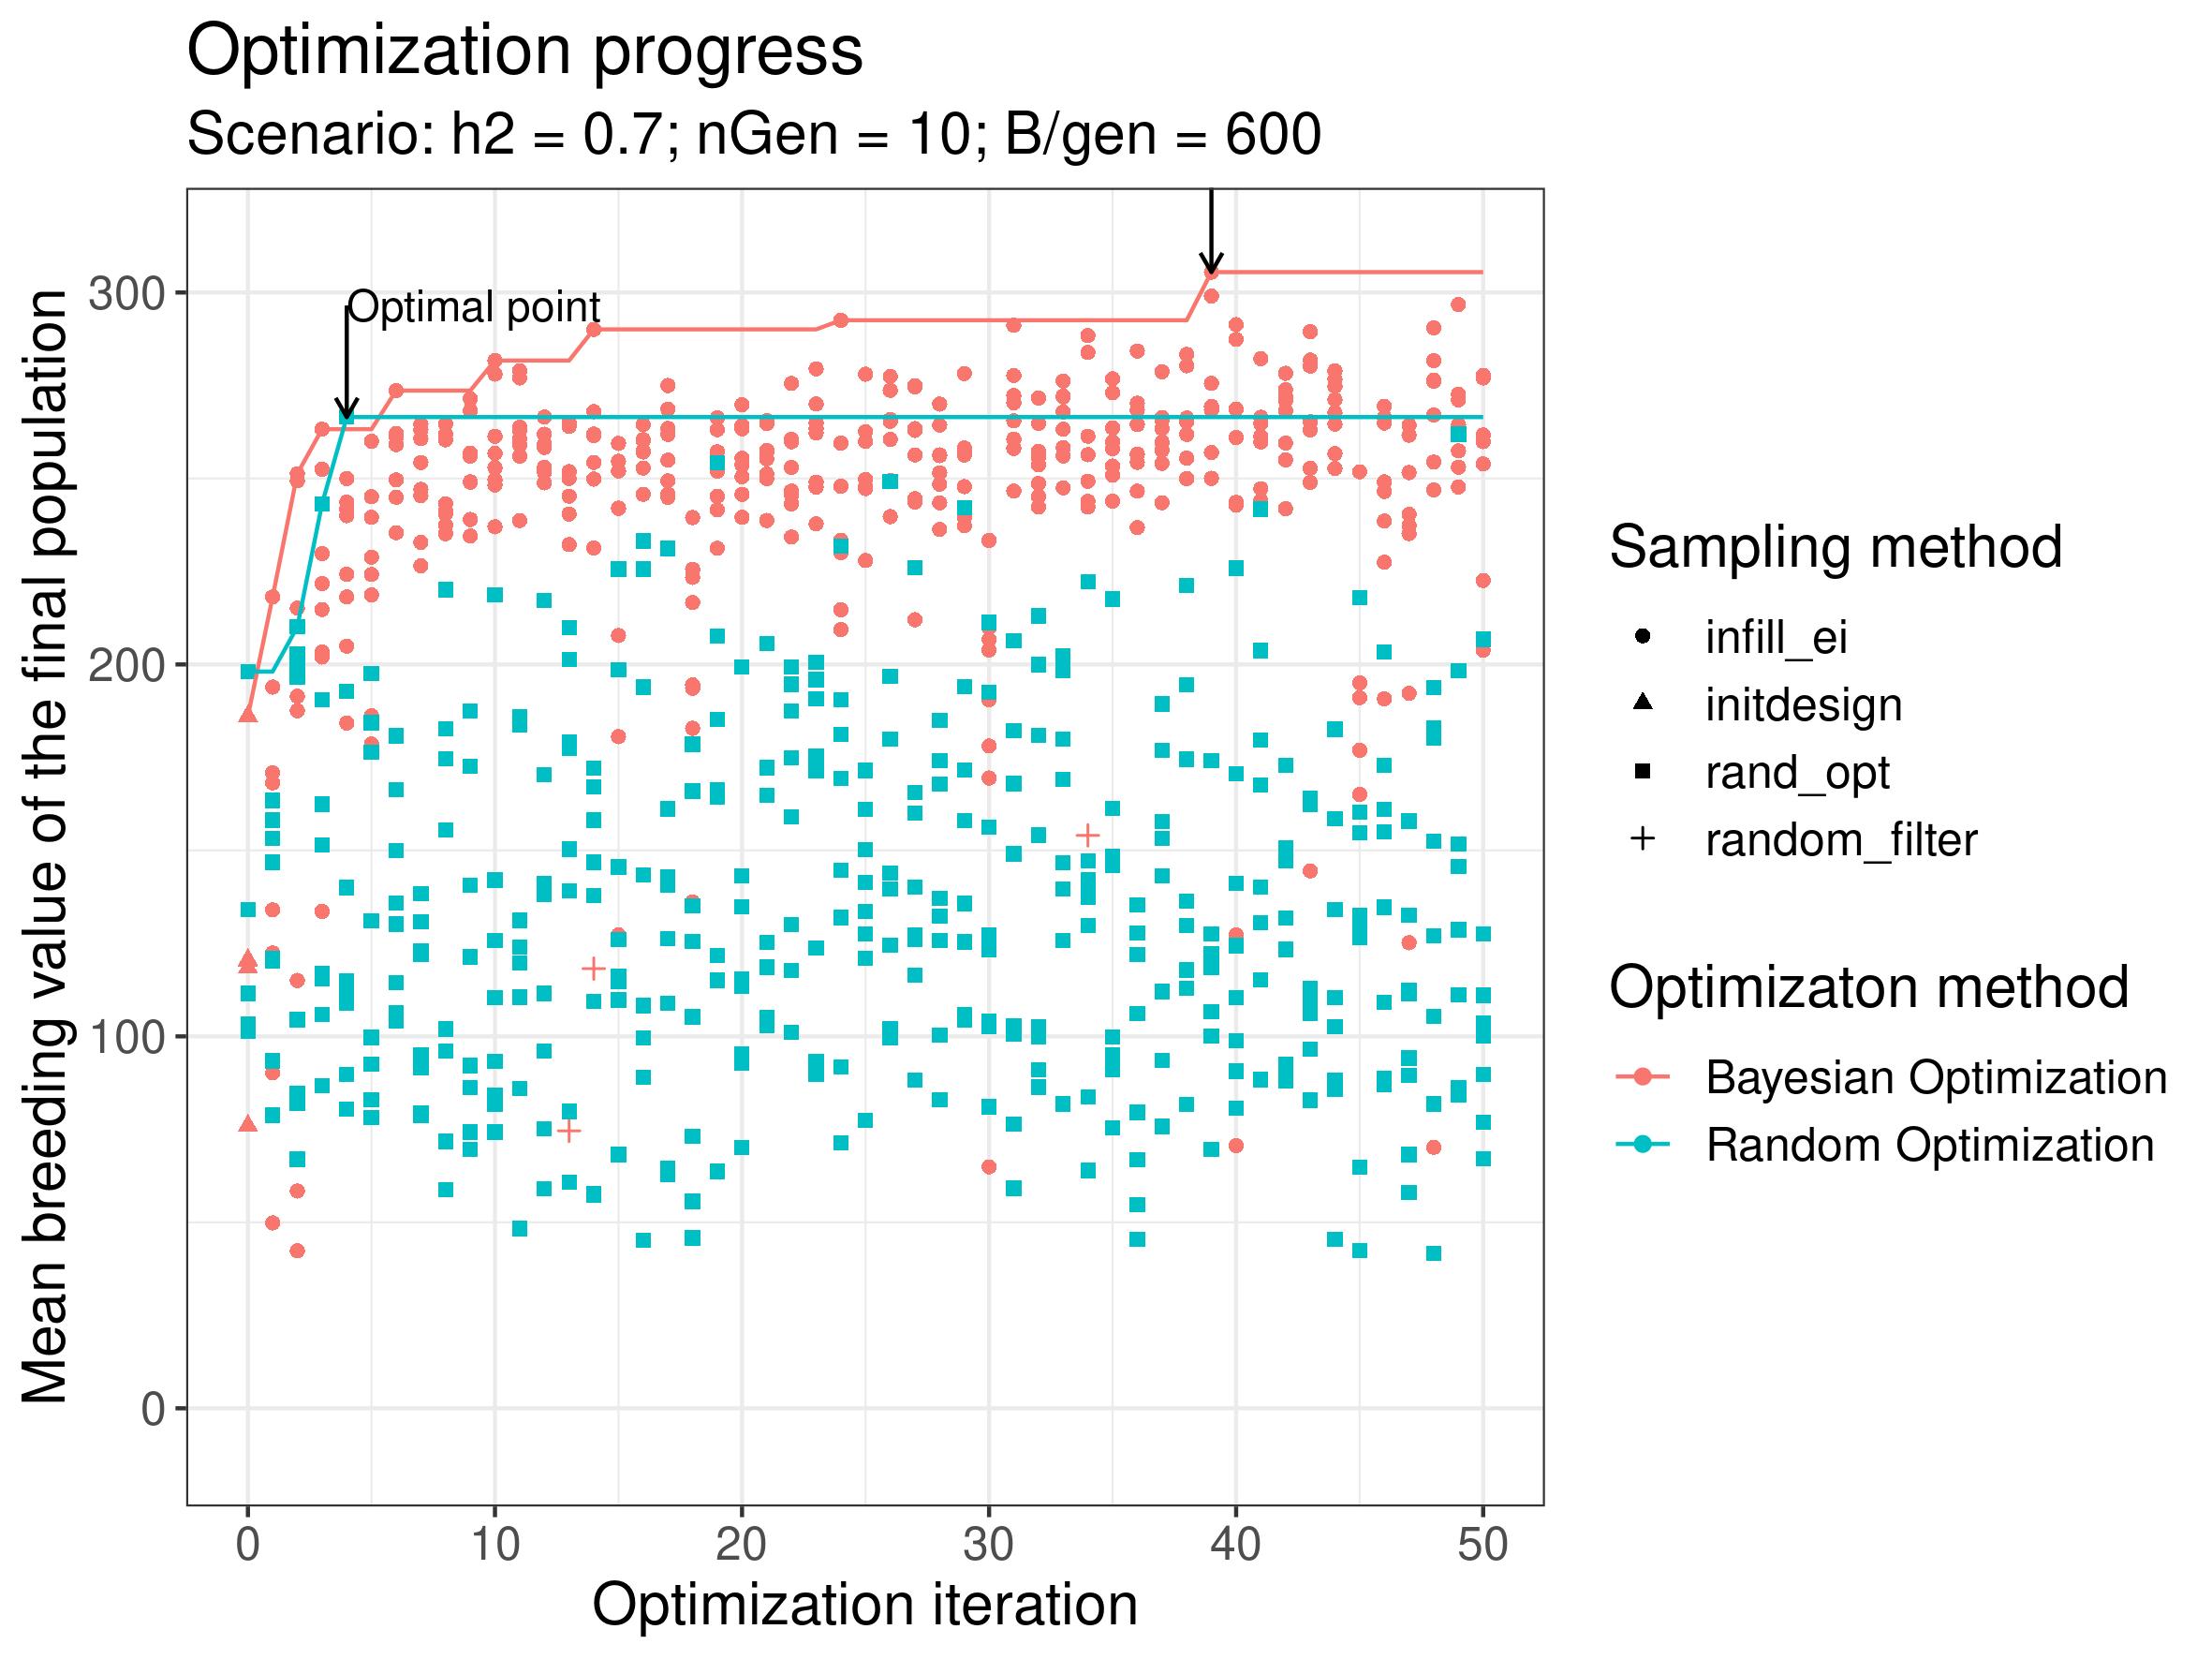 Optimization progress
Scenario: h2 = 0.7; nGen = 10; B/gen = 600
Mean breeding value of the final population
300
200
100
0
Optimal point
0 10 20 30 40 50
Optimization iteration
Sampling method
infill_ei
initdesign
rand_opt
random_filter
Optimizaton method
Bayesian Optimization
Random Optimization